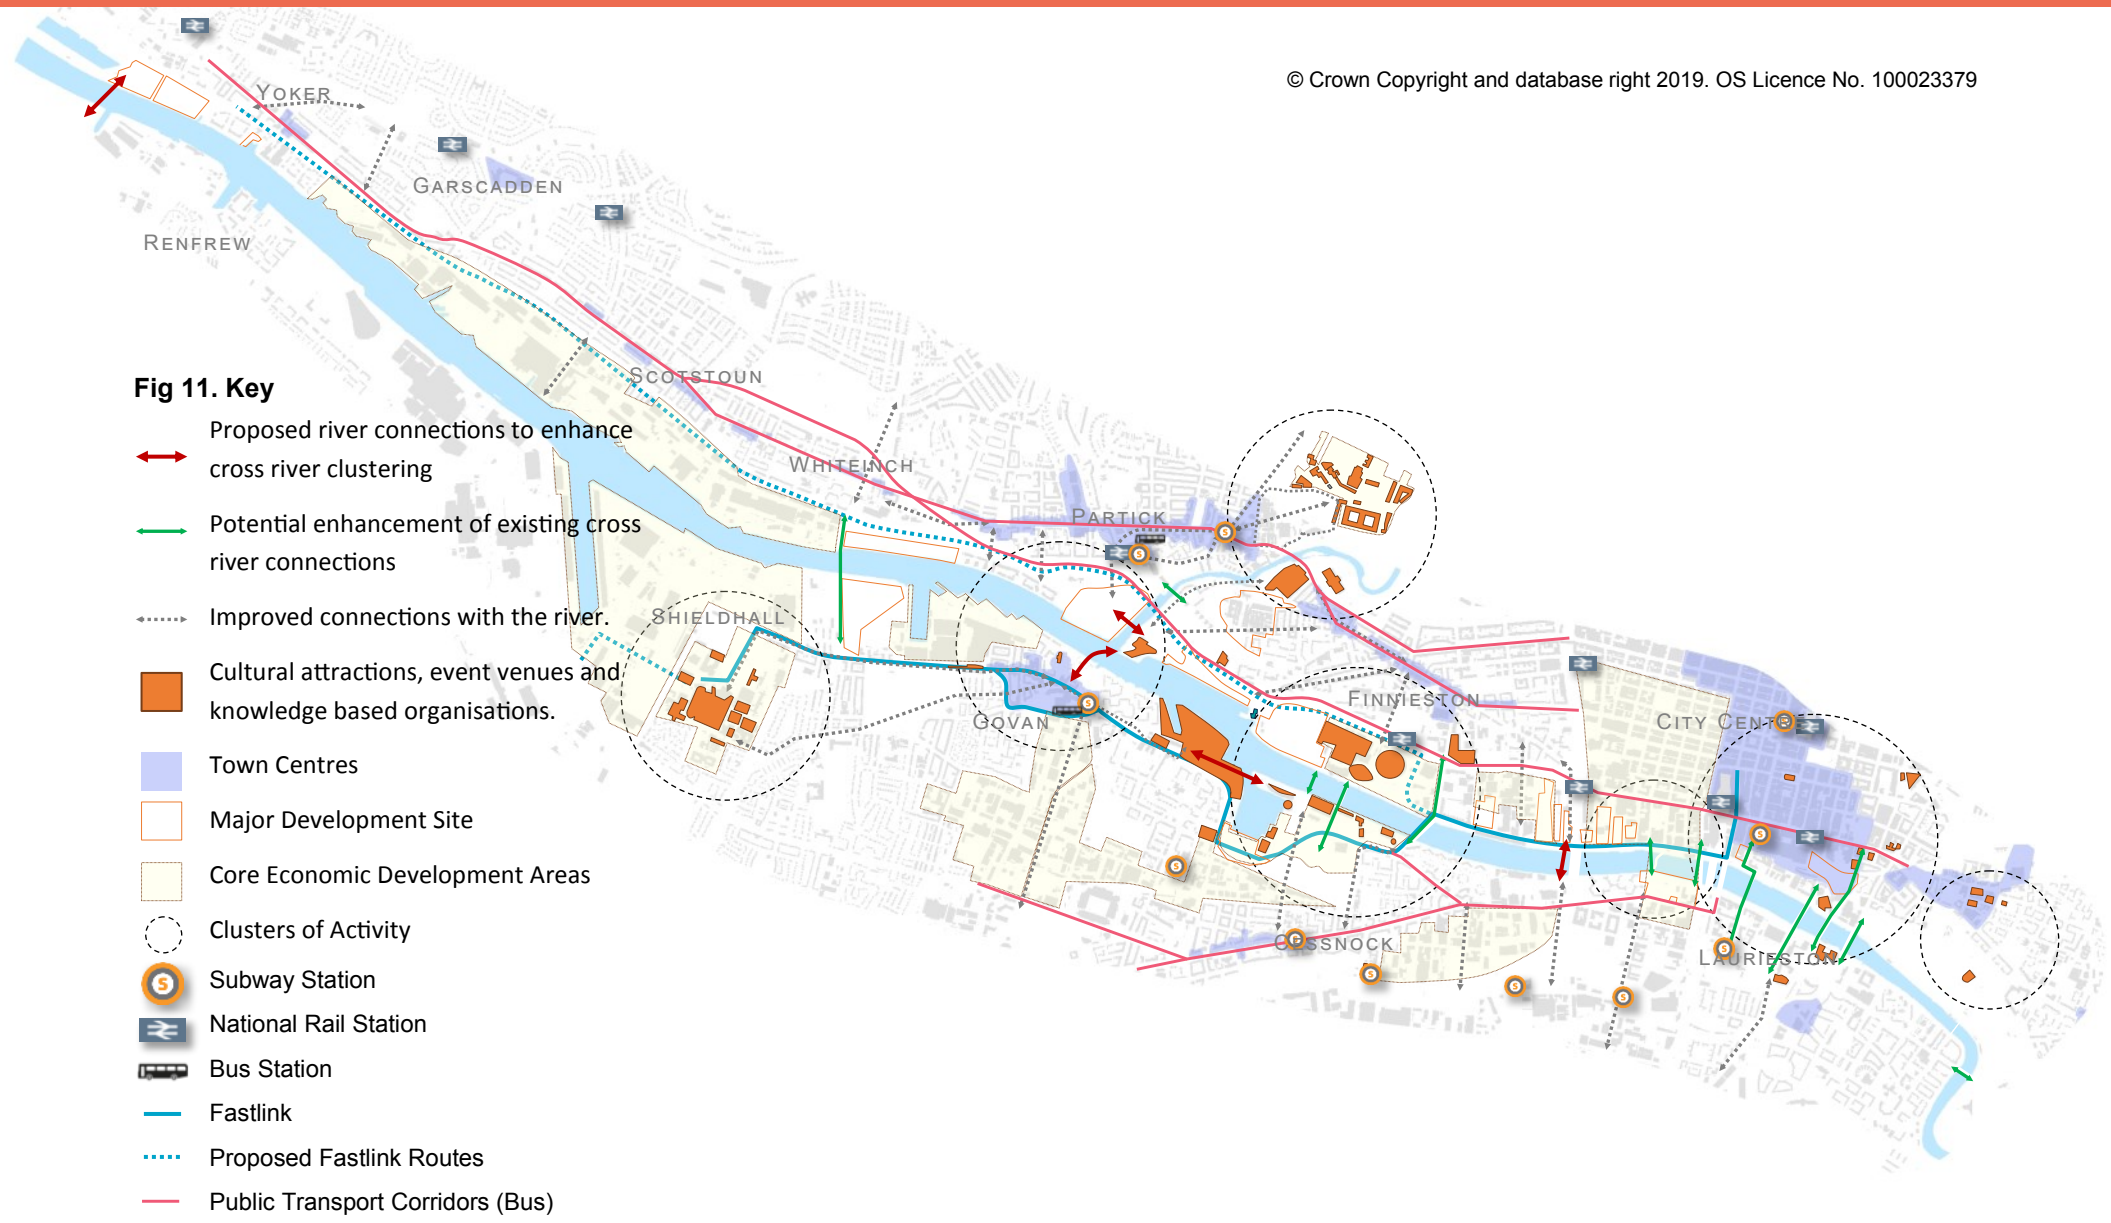 © Crown Copyright and database right 2019. OS Licence No. 100023379
YOKER
GARSCADDEN
RENFREW
SCOTSTOUN
WHITEINCH
PARTICK
SHIELDHALL
GOVAN
FINNIESTON
CITY CENTRE
CESSNOCK
LAURIESTON
Fig 11. Key
Proposed river connections to enhance
cross river clustering
Potential enhancement of existing cross
river connections
Improved connections with the river.
Cultural attractions, event venues and
knowledge based organisations.
Town Centres
Major Development Site
Core Economic Development Areas
Clusters of Activity
S
Subway Station
National Rail Station
Bus Station
Fastlink
Proposed Fastlink Routes
Public Transport Corridors (Bus)